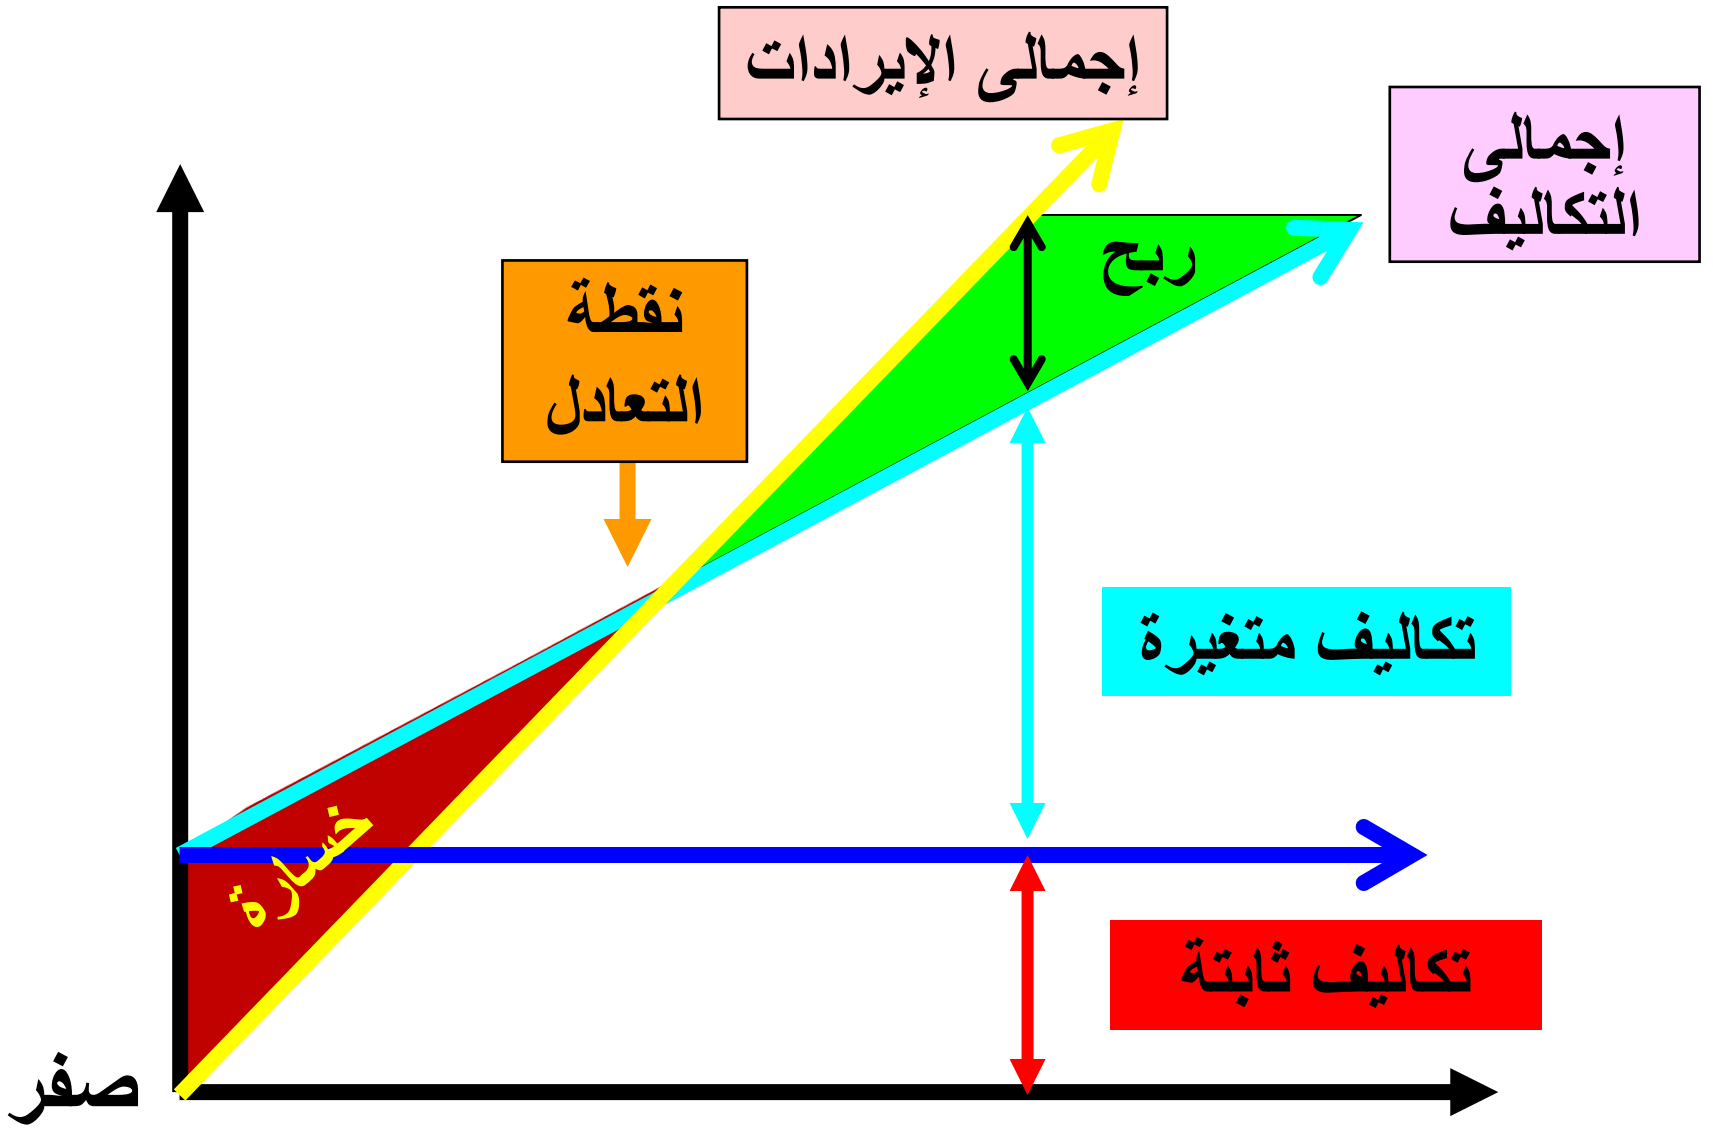 إجمالى الإيرادات
إجمالى
التكاليف
ربح
نقطة
التعادل
تكاليف متغيرة
خسارة
تكاليف ثابتة
صفر